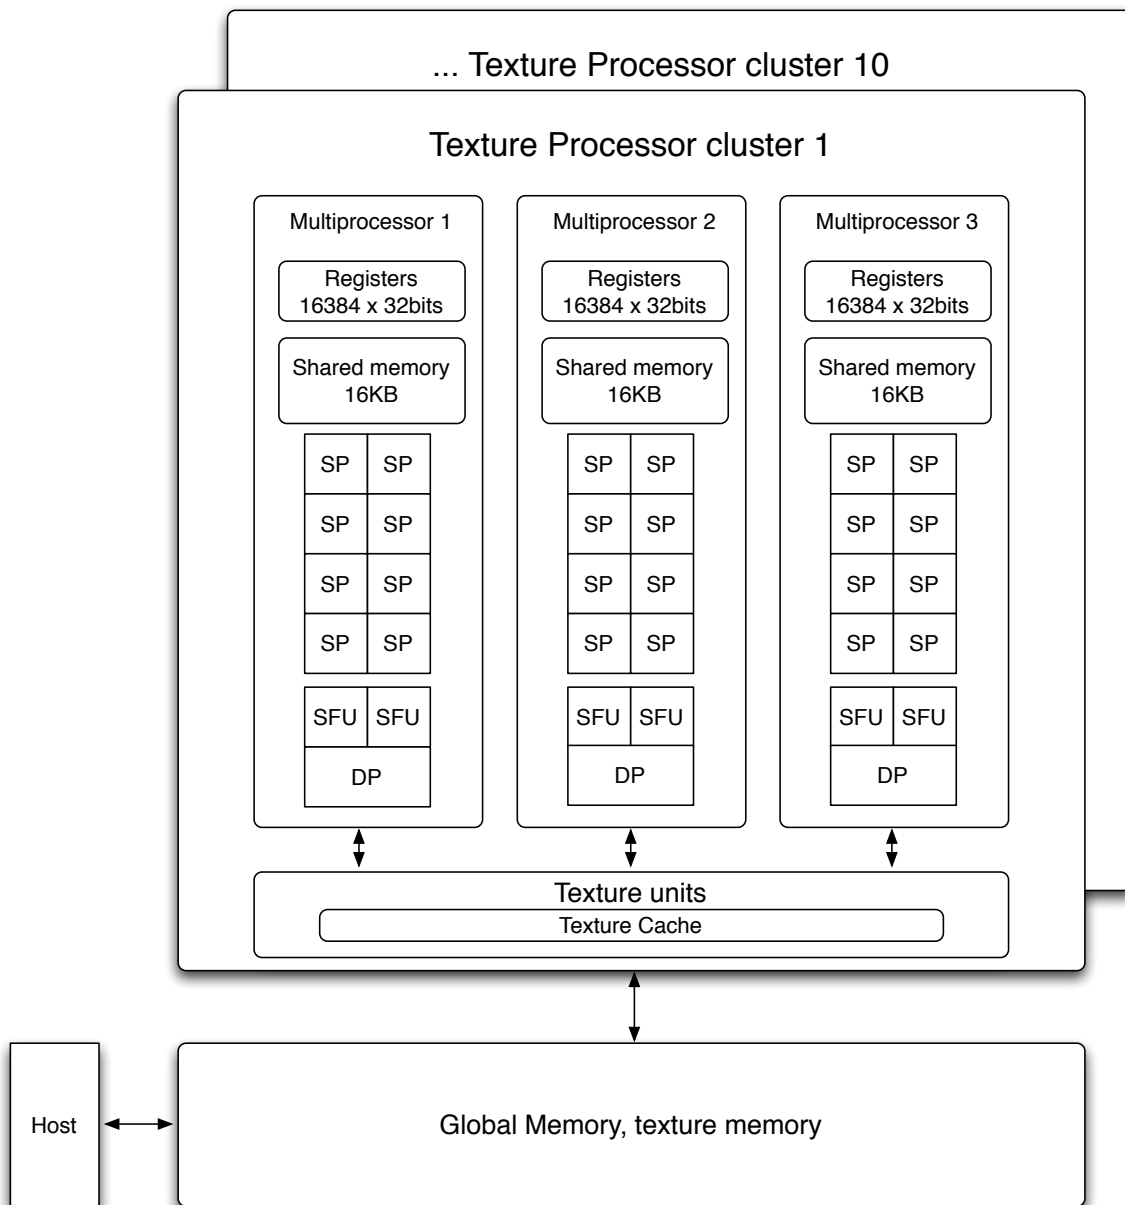 ... Texture Processor cluster 10
Texture Processor cluster 1
Multiprocessor 1
Registers
16384 x 32bits
Shared memory
16KB
SP SP
SP SP
SP SP
SP SP
SFU SFU
DP
Multiprocessor 2
Registers
16384 x 32bits
Shared memory
16KB
SP SP
SP SP
SP SP
SP SP
SFU SFU
DP
Multiprocessor 3
Registers
16384 x 32bits
Shared memory
16KB
SP SP
SP SP
SP SP
SP SP
SFU SFU
DP
Texture units
Texture Cache
Host
Global Memory, texture memory